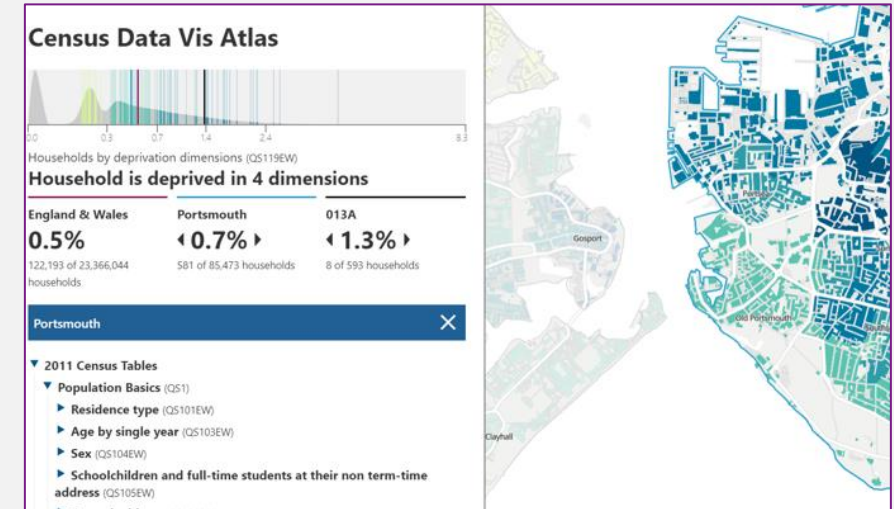 Census Data Vis Atlas
0.0 0.3 0.7 1.4 2.4 8.3
Households by deprivation dimensions (QS119EW)
Household is deprived in 4 dimensions
England & Wales Portsmouth 013A
0.5% 0.7% 1.3%
122,193 of 23,366,044 households 581 of 85,473 households 8 of 593 households
Portsmouth
2011 Census Tables
Population Basics (QS1)
Residence type (QS101EW)
Age by single year (QS103EW)
Sex (QS104EW)
Schoolchildren and full-time students at their non term-time
address (QS105EW)
Gosport
Clayhall
Portsea
Old Portsmouth